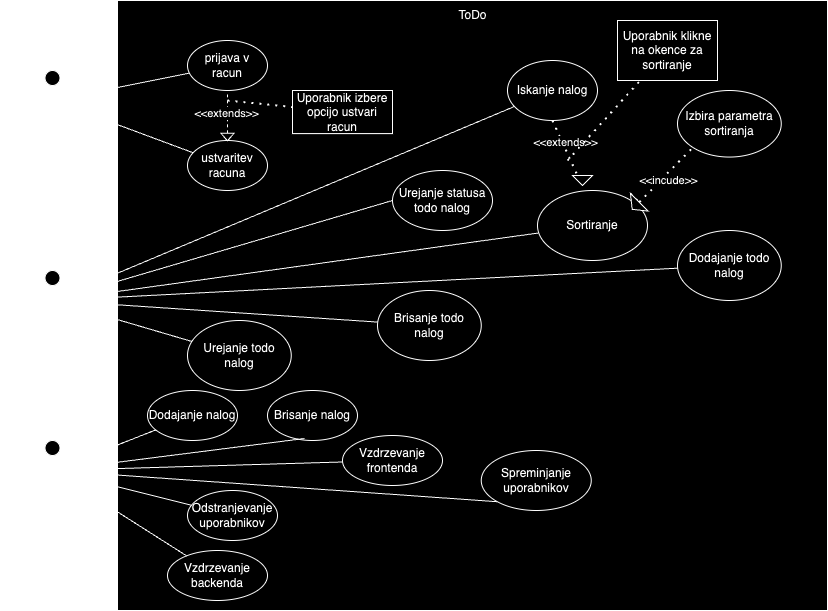 ToDo
prijava v
racun
<<extends>>
Uporabnik izbere
opcijo ustvari
racun
ustvaritev
racuna
Iskanje nalog
Uporabnik klikne
na okence za
sortiranje
<<extends>>
Izbira parametra
sortiranja
<<incude>>
Urejanje statusa
todo nalog
Sortiranje
Dodajanje todo
nalog
Brisanje todo
nalog
Urejanje todo
nalog
Dodajanje nalog
Brisanje nalog
Vzdrzevanje
frontenda
Spreminjanje
uporabnikov
Odstranjevanje
uporabnikov
Vzdrzevanje
backenda